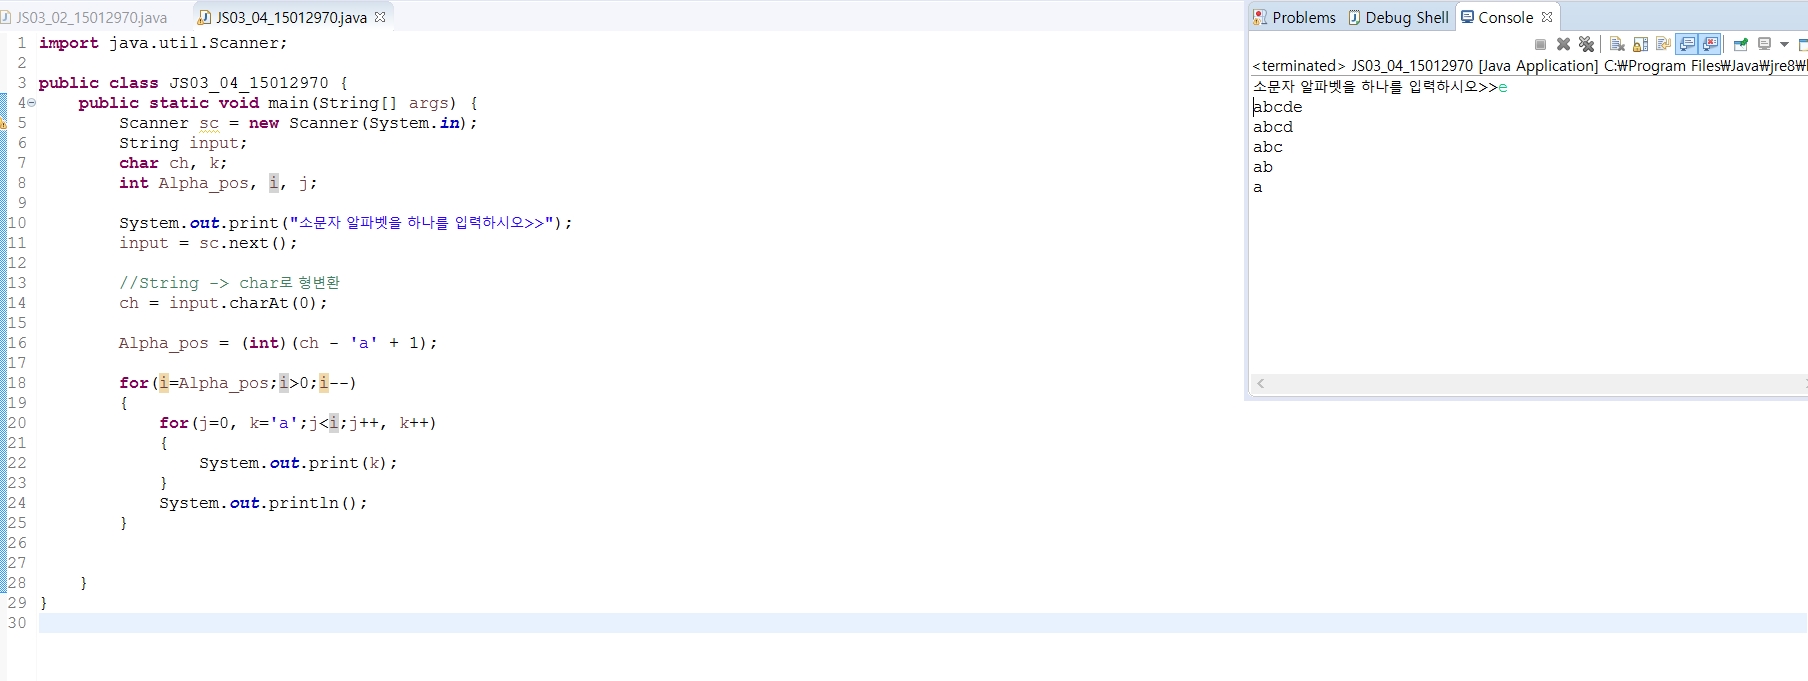 JS03_02_15012970.java
JS03_04_15012970.java
1 import java.util.Scanner;
2
3 public class JS03_04_15012970 {
4 public static void main(String[] args) {
5 Scanner sc = new Scanner(System.in);
6 String input;
7 char ch, k;
8 int Alpha_pos, i, j;
9
10 System.out.print("소문자 알파벳을 하나를 입력하시오>>");
11 input = sc.next();
12
13 //String -> char로 형변환
14 ch = input.charAt(0);
15
16 Alpha_pos = (int)(ch - 'a' + 1);
17
18 for(i=Alpha_pos;i>0;i--)
19 {
20 for(j=0, k='a';j<i;j++, k++)
21 {
22 System.out.print(k);
23 }
24 System.out.println();
25 }
26
27
28 }
29 }
30
Problems Debug Shell Console
<terminated> JS03_04_15012970 [Java Application] C:₩Program Files₩Java₩jre8₩
소문자 알파벳을 하나를 입력하시오>>e
abcde
abcd
abc
ab
a